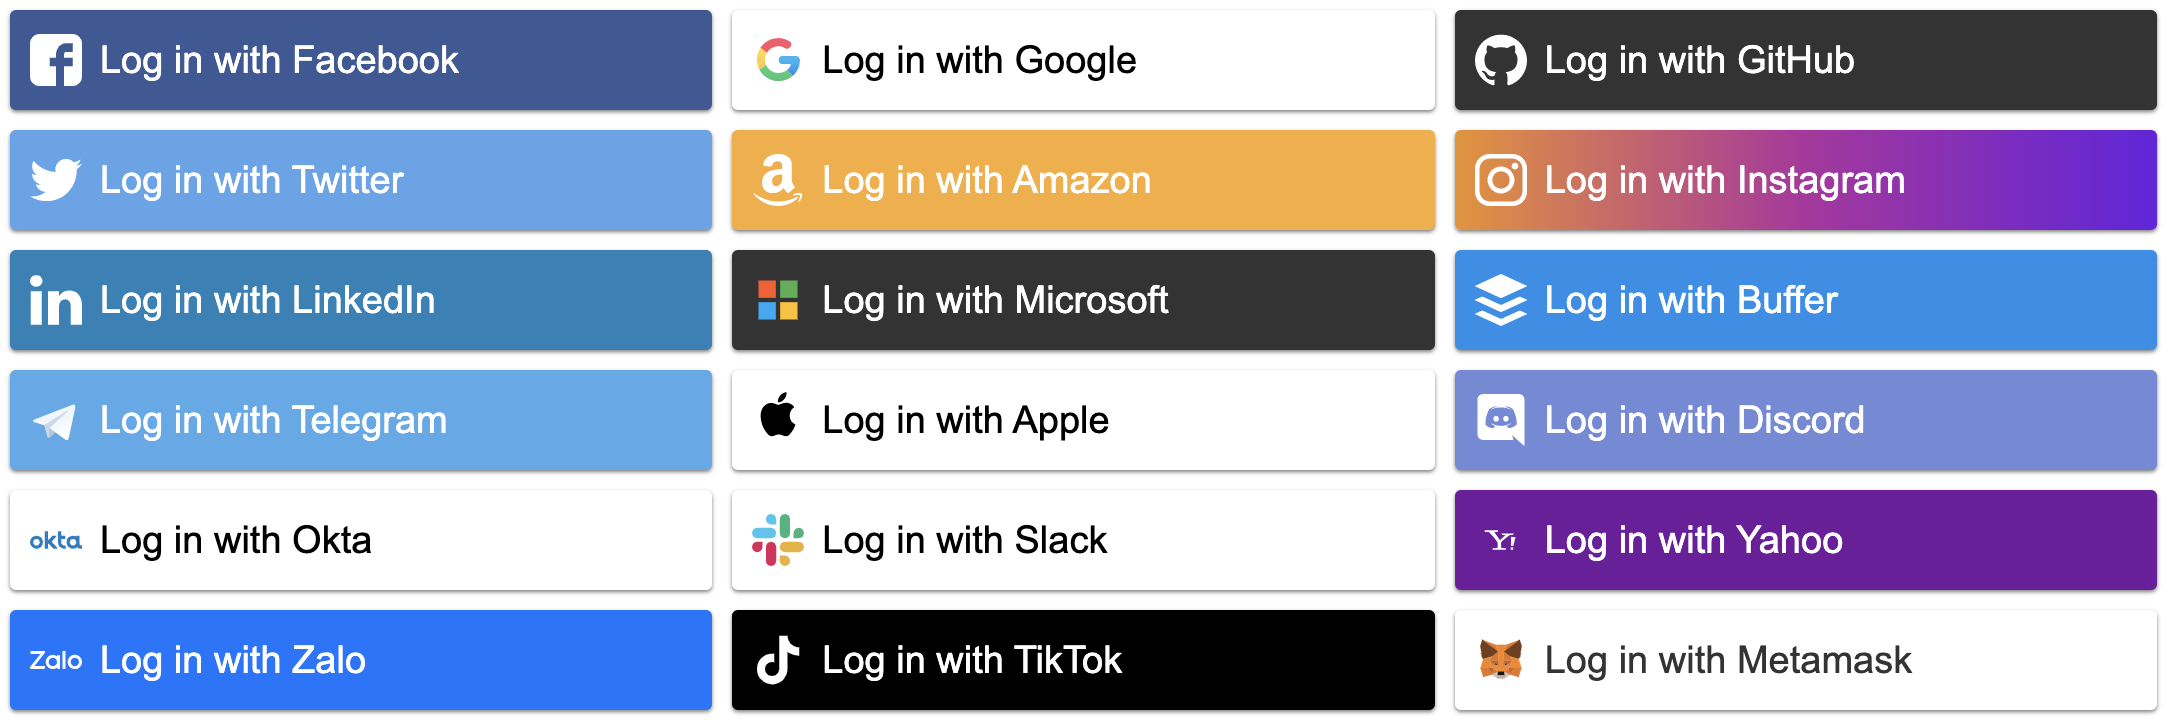 Log in with Facebook
Log in with Google
Log in with GitHub
Log in with Twitter
Log in with Amazon
Log in with Instagram
Log in with LinkedIn
Log in with Microsoft
Log in with Buffer
Log in with Telegram
Log in with Apple
Log in with Discord
okta Log in with Okta
Log in with Slack
Y! Log in with Yahoo
Zalo Log in with Zalo
Log in with TikTok
Log in with Metamask